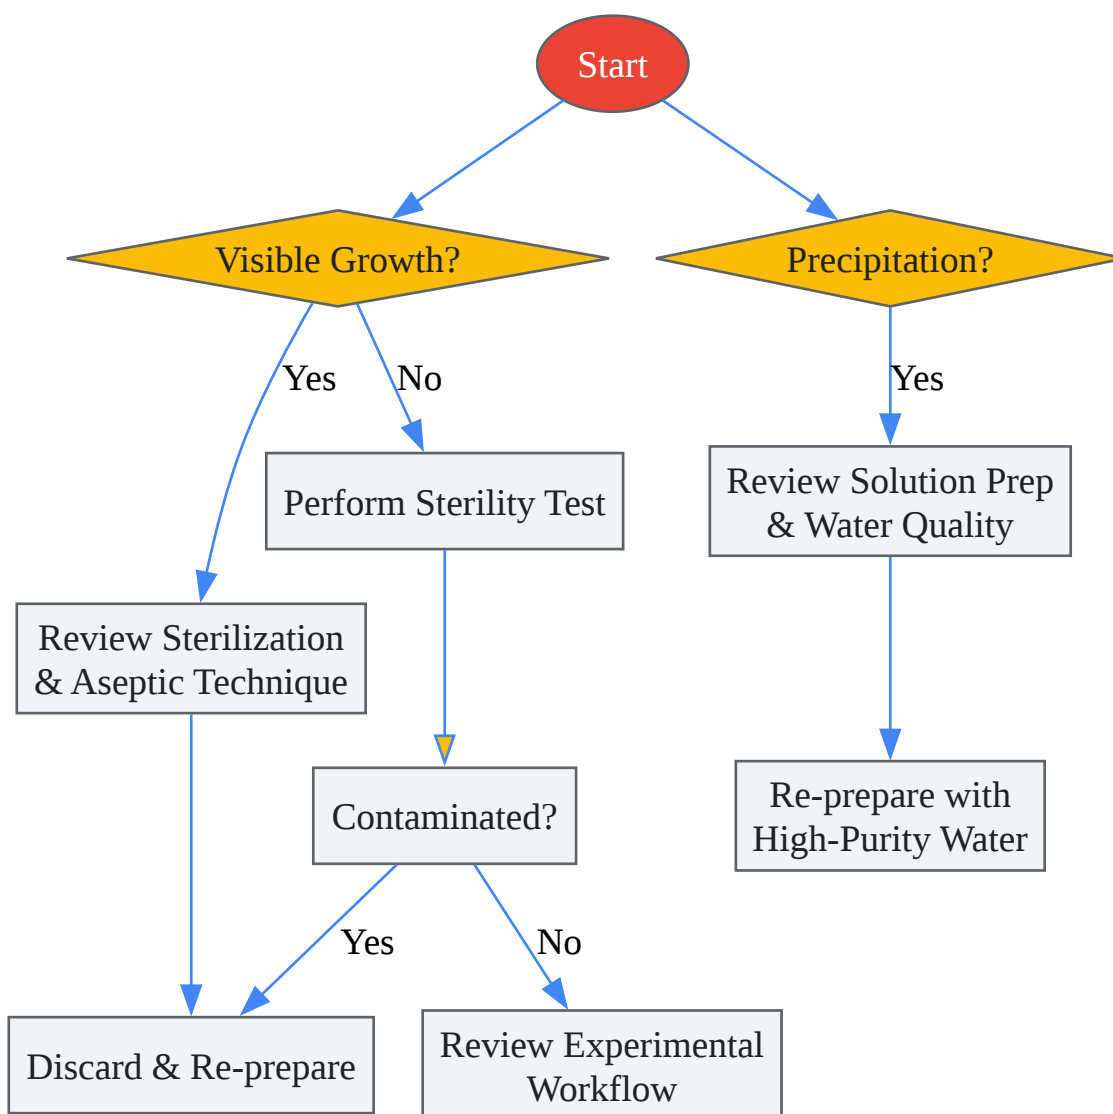 Start
Visible Growth?
Precipitation?
Yes
No
Yes
Perform Sterility Test
Review Solution Prep
& Water Quality
Review Sterilization
& Aseptic Technique
Contaminated?
Re-prepare with
High-Purity Water
Yes
No
Discard & Re-prepare
Review Experimental
Workflow